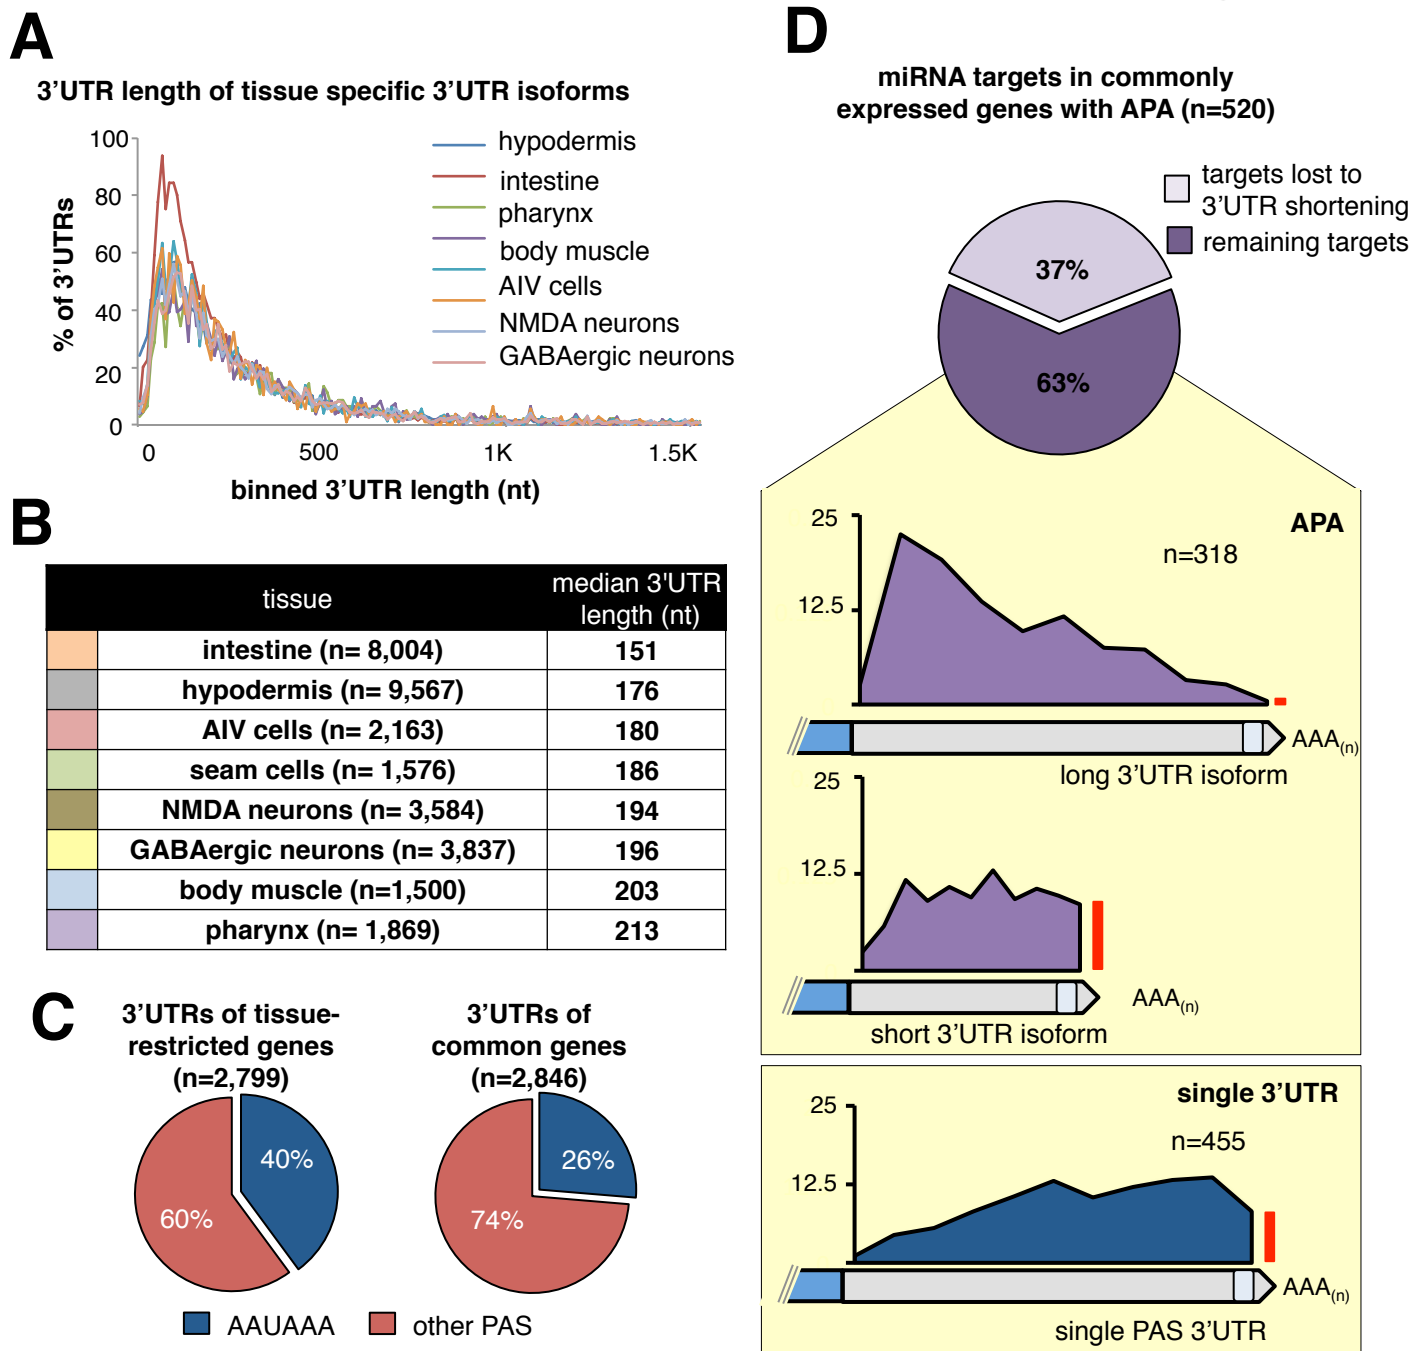 A
3'UTR length of tissue specific 3'UTR isoforms
% of 3'UTRs
100
80
60
40
20
0
0
500
1K
1.5K
binned 3'UTR length (nt)
hypodermis
intestine
pharynx
body muscle
AIV cells
NMDA neurons
GABAergic neurons
B
tissue
median 3'UTR
length (nt)
intestine (n= 8,004) 151
hypodermis (n= 9,567) 176
AIV cells (n= 2,163) 180
seam cells (n= 1,576) 186
NMDA neurons (n= 3,584) 194
GABAergic neurons (n= 3,837) 196
body muscle (n=1,500) 203
pharynx (n= 1,869) 213
C
3'UTRs of tissue-
restricted genes
(n=2,799)
40%
60%
3'UTRs of
common genes
(n=2,846)
26%
74%
AAUAAA
other PAS
D
miRNA targets in commonly
expressed genes with APA (n=520)
targets lost to
3'UTR shortening
remaining targets
37%
63%
APA
n=318
25
12.5
AAA(n)
long 3'UTR isoform
25
12.5
AAA(n)
short 3'UTR isoform
single 3'UTR
n=455
25
12.5
AAA(n)
single PAS 3'UTR